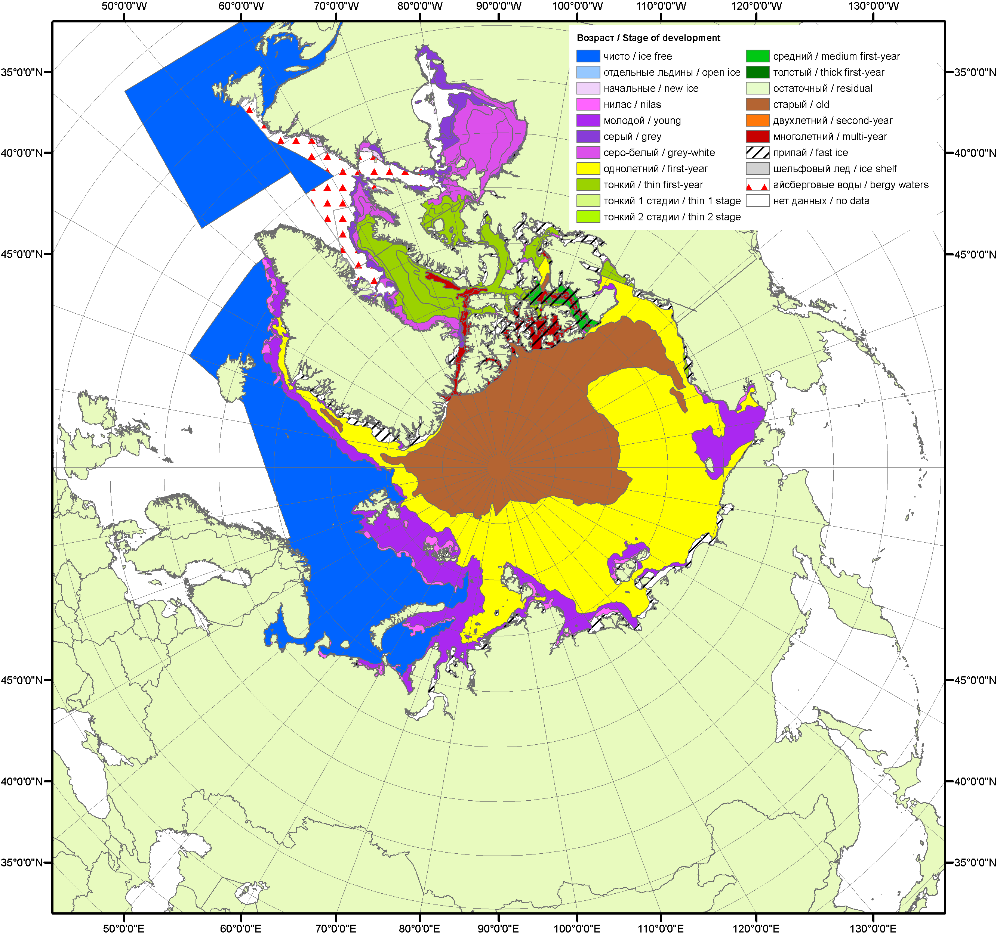 50°0'0"W 60°0'0"W 70°0'0"W 80°0'0"W 90°0'0"W 100°0'0"W 110°0'0"W 120°0'0"W 130°0'0"W
Возраст / Stage of development
чисто / ice free
отдельные льдины / open ice
начальные / new ice
нилас / nilas
молодой / young
серый / grey
серо-белый / grey-white
однолетний / first-year
тонкий / thin first-year
тонкий 1 стадии / thin 1 stage
тонкий 2 стадии / thin 2 stage
средний / medium first-year
толстый / thick first-year
остаточный / residual
старый / old
двухлетний / second-year
многолетний / multi-year
припай / fast ice
шельфовый лед / ice shelf
айсберговые воды / bergy waters
нет данных / no data
35°0'0"N
40°0'0"N
45°0'0"N
45°0'0"N
40°0'0"N
35°0'0"N
35°0'0"N
40°0'0"N
45°0'0"N
45°0'0"N
40°0'0"N
35°0'0"N
50°0'0"E 60°0'0"E 70°0'0"E 80°0'0"E 90°0'0"E 100°0'0"E 110°0'0"E 120°0'0"E 130°0'0"E